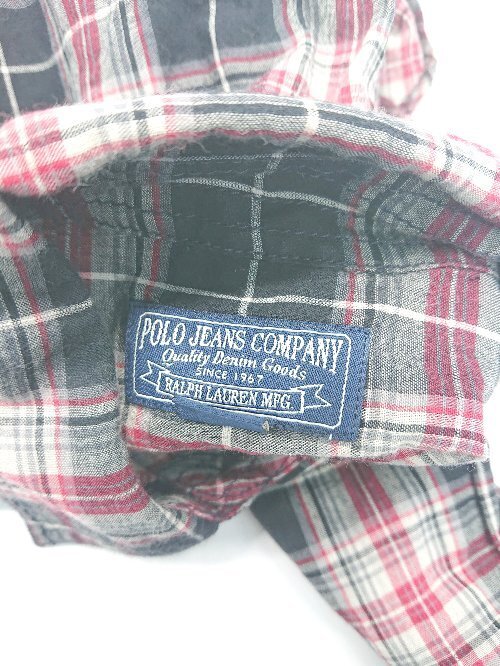 POLO JEANS COMPANY
Quality Denim Goods
SINCE 1967
RALPH LAUREN MFG.